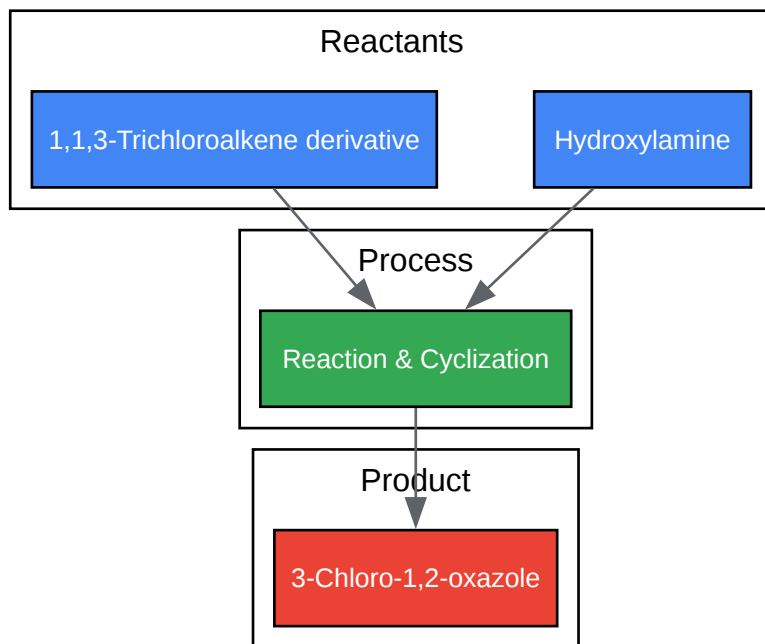 Reactants
1,1,3-Trichloroalkene derivative
Hydroxylamine
Process
Reaction & Cyclization
Product
3-Chloro-1,2-oxazole